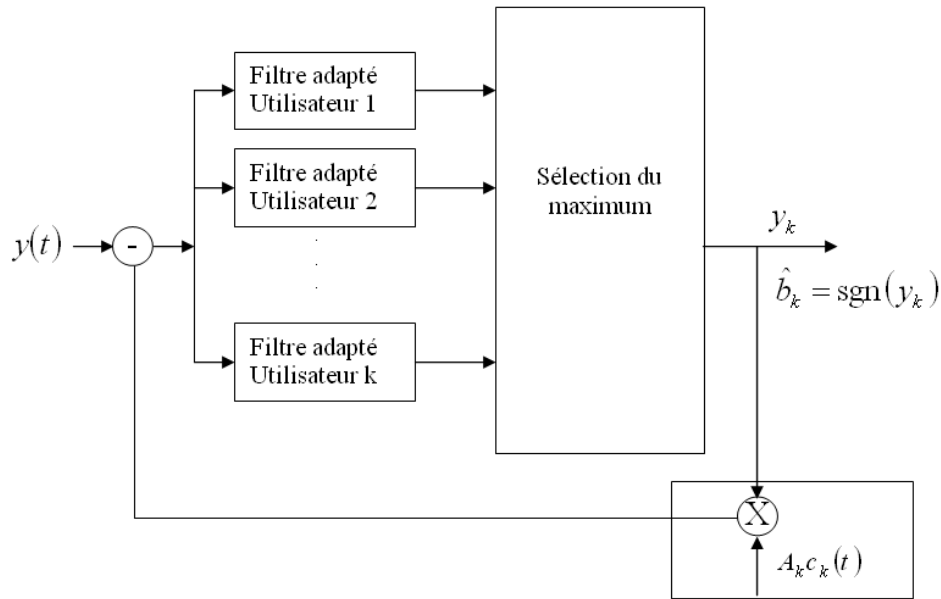 Filtre adapté
Utilisateur 1
Filtre adapté
Utilisateur 2
Sélection du
maximum
y(t)
-
y_k
b̂_k = sgn(y_k)
Filtre adapté
Utilisateur k
X
A_k c_k(t)